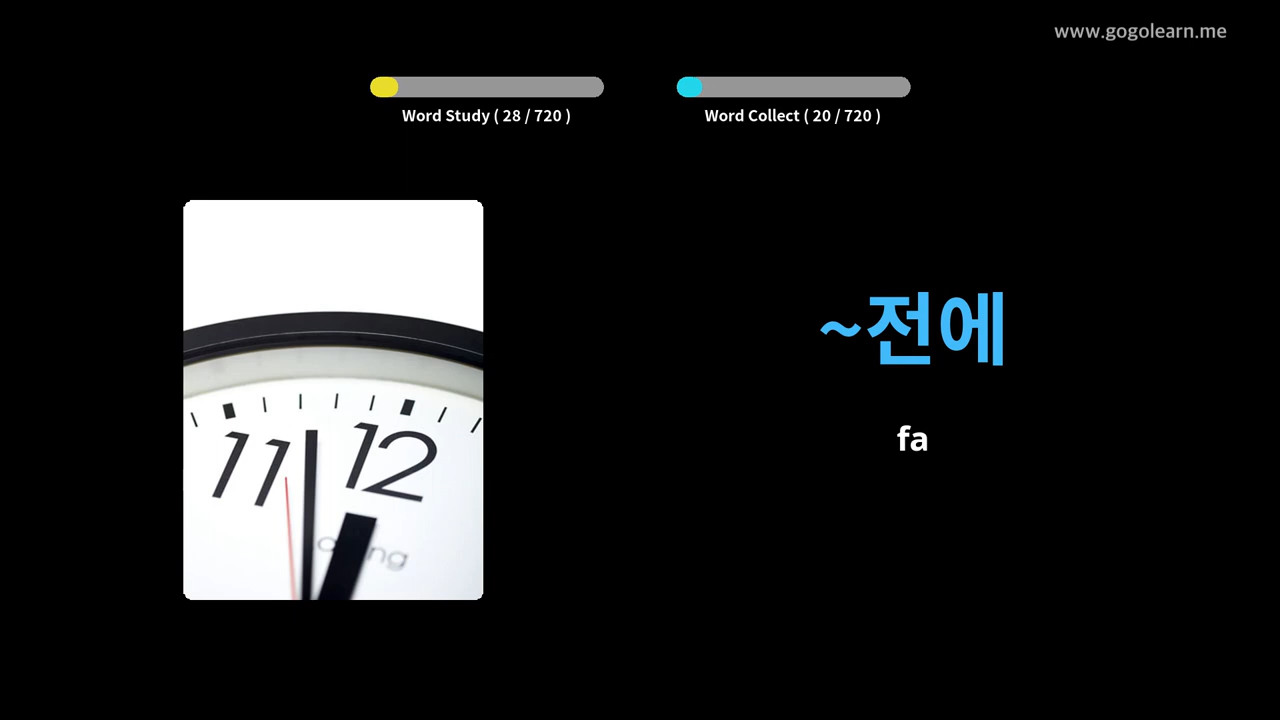 www.gogolearn.me
Word Study ( 28 / 720 )
Word Collect ( 20 / 720 )
~전에
fa
11
12